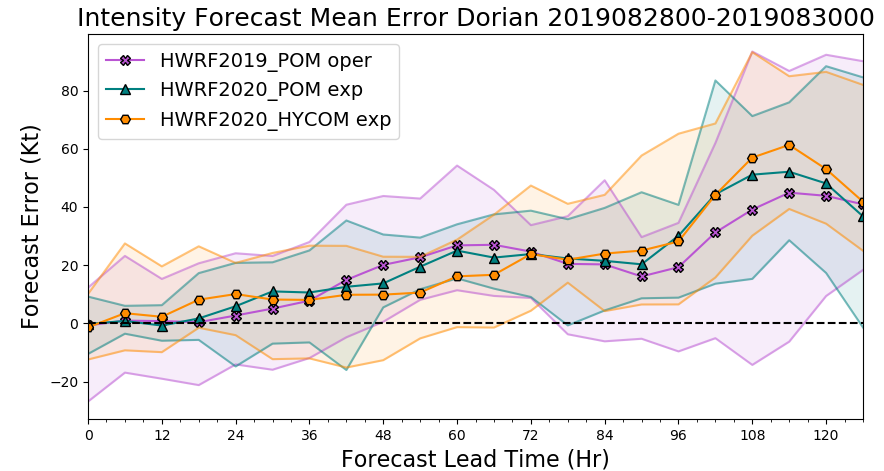 Intensity Forecast Mean Error Dorian 2019082800-2019083000
HWRF2019_POM oper
HWRF2020_POM exp
HWRF2020_HYCOM exp
Forecast Error (Kt)
80
60
40
20
0
−20
0 12 24 36 48 60 72 84 96 108 120
Forecast Lead Time (Hr)